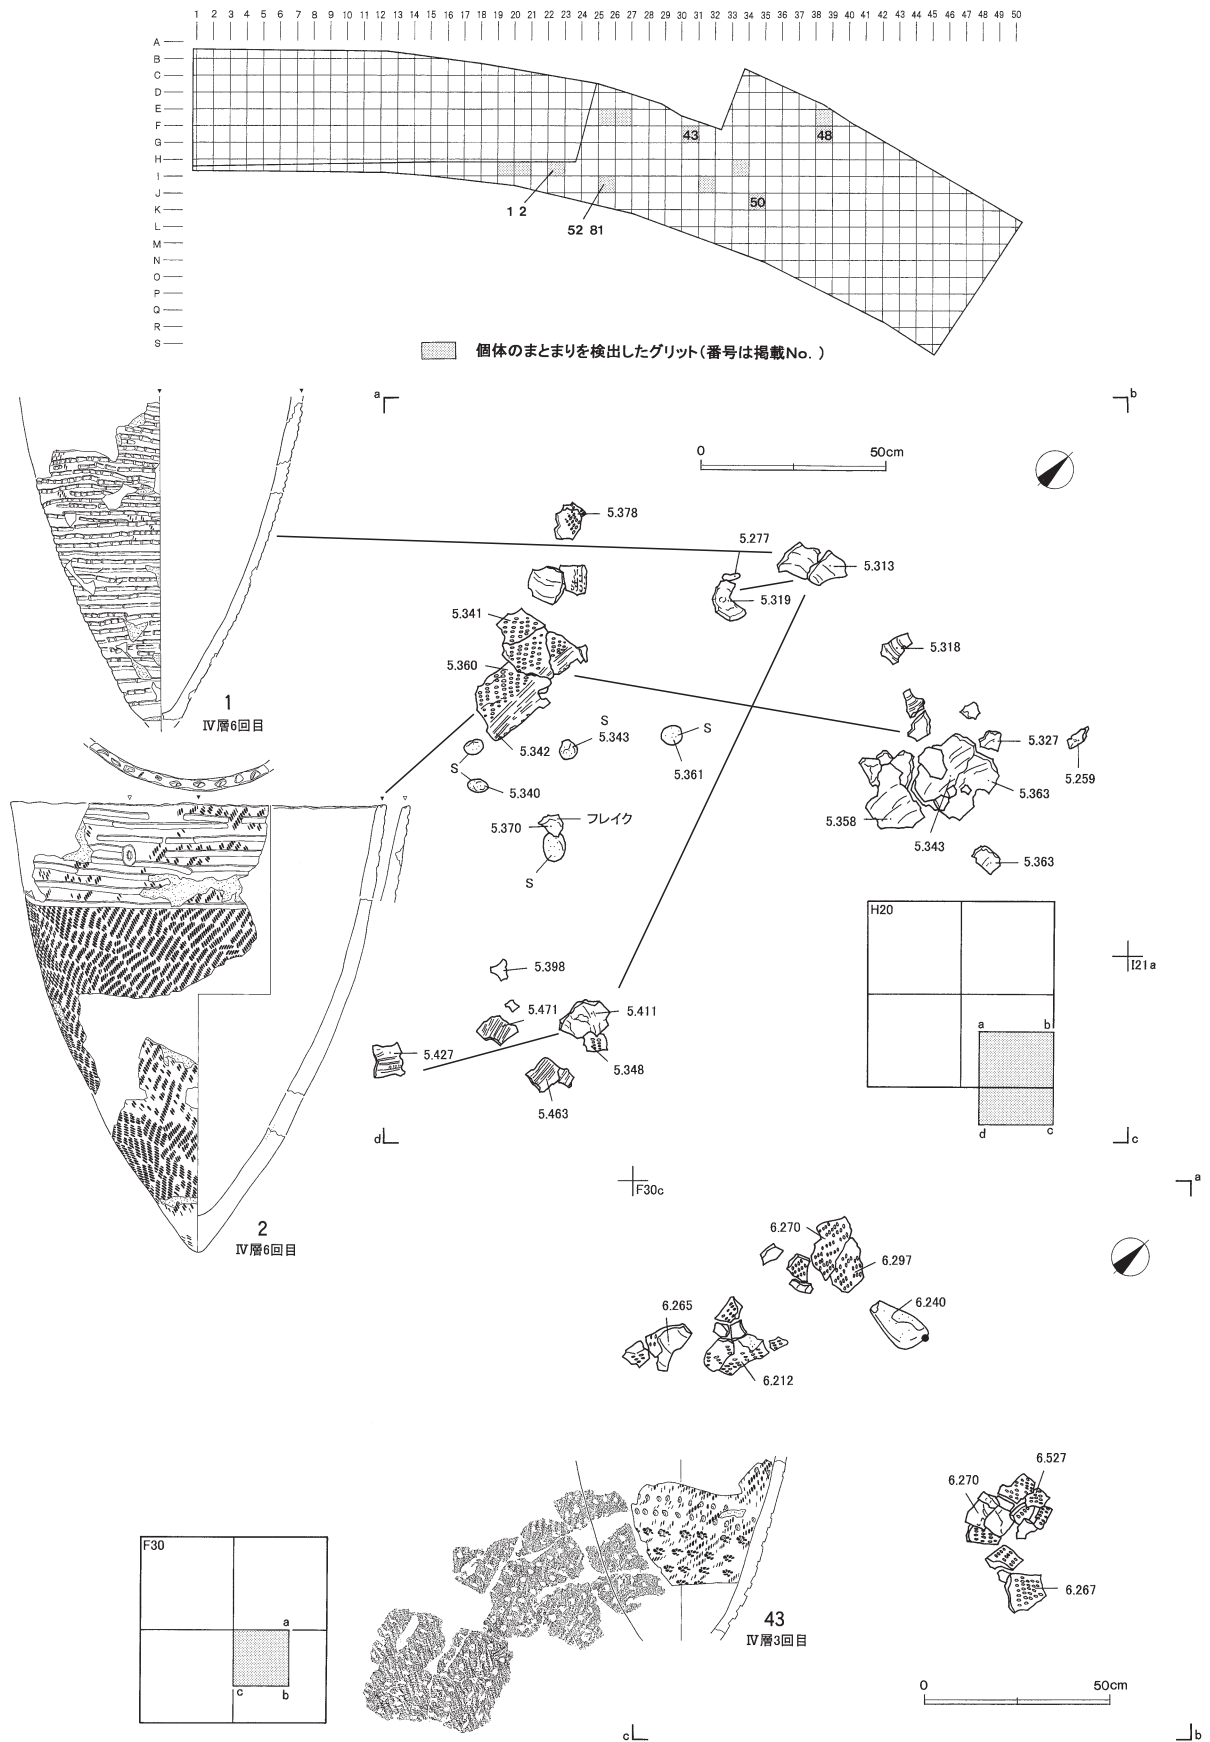 1 2 3 4 5 6 7 8 9 10 11 12 13 14 15 16 17 18 19 20 21 22 23 24 25 26 27 28 29 30 31 32 33 34 35 36 37 38 39 40 41 42 43 44 45 46 47 48 49 50
A
B
C
D
E
F
G
H
I
J
K
L
M
N
O
P
Q
R
S
43
48
50
1 2
52 81
個体のまとまりを検出したグリット(番号は掲載No.)
a
b
0 50cm
5.378
5.277
5.313
5.319
5.341
5.318
5.360
1
Ⅳ層6回目
S
5.343
S
5.342
5.361
5.327
5.259
S
5.340
5.363
5.370
フレイク
5.358
5.343
S
5.363
H20
I21a
5.398
5.471
5.411
a b
5.427
5.348
5.463
d c
d
c
2
Ⅳ層6回目
F30c
a
6.270
6.297
6.265
6.240
6.212
6.527
6.270
6.267
F30
a
c b
43
Ⅳ層3回目
0 50cm
c
b